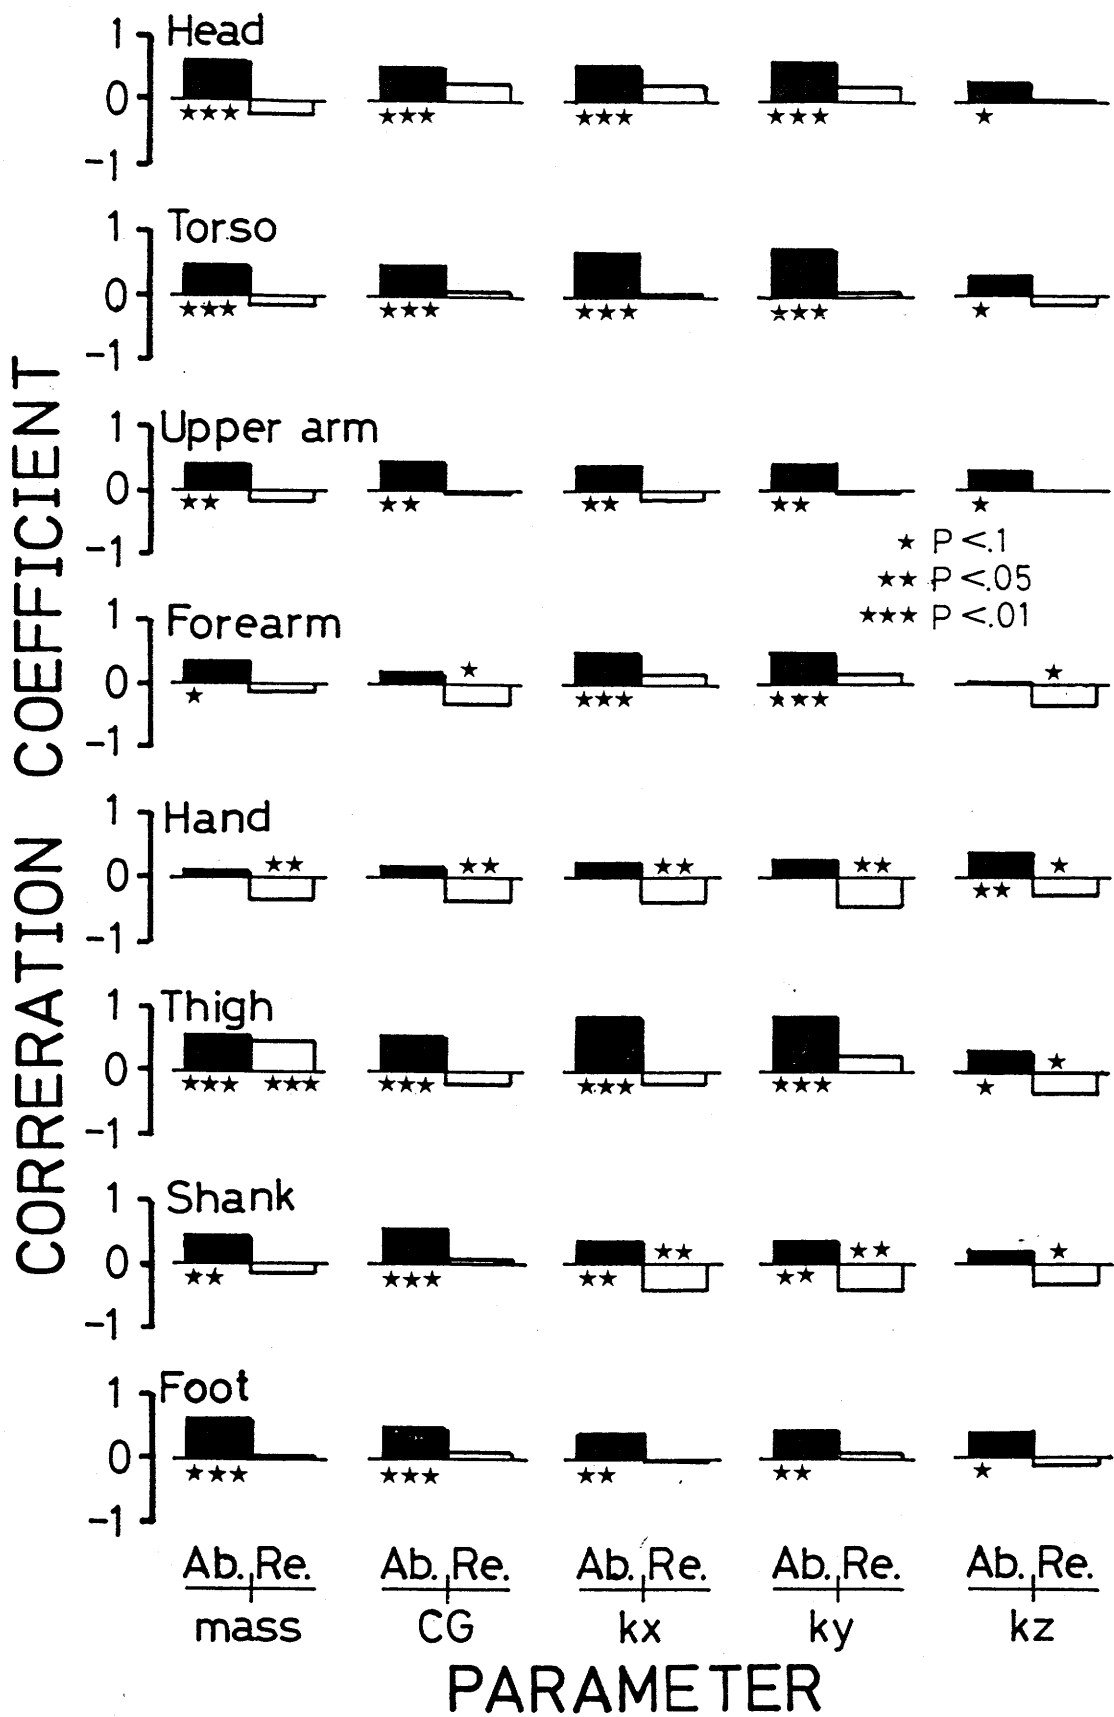 CORRERATION COEFFICIENT
1 Head
0
-1
★★★ ★★★ ★★★ ★★★ ★
1 Torso
0
-1
★★★ ★★★ ★★★ ★★★ ★
1 Upper arm
0
-1
★★ ★★ ★★ ★★ ★
★ P<.1
★★ P<.05
★★★ P<.01
1 Forearm
0
-1
★ ★
★ ★★★ ★★★
1 Hand
0
-1
★★ ★★ ★★ ★★ ★
★★
1 Thigh
0
-1
★
★★★ ★★★ ★★★ ★★★ ★★★ ★
1 Shank
0
-1
★★ ★★ ★
★★ ★★★ ★★ ★★
1 Foot
0
-1
★★★ ★★★ ★★ ★★ ★
Ab. Re. Ab. Re. Ab. Re. Ab. Re. Ab. Re.
mass CG kx ky kz
PARAMETER